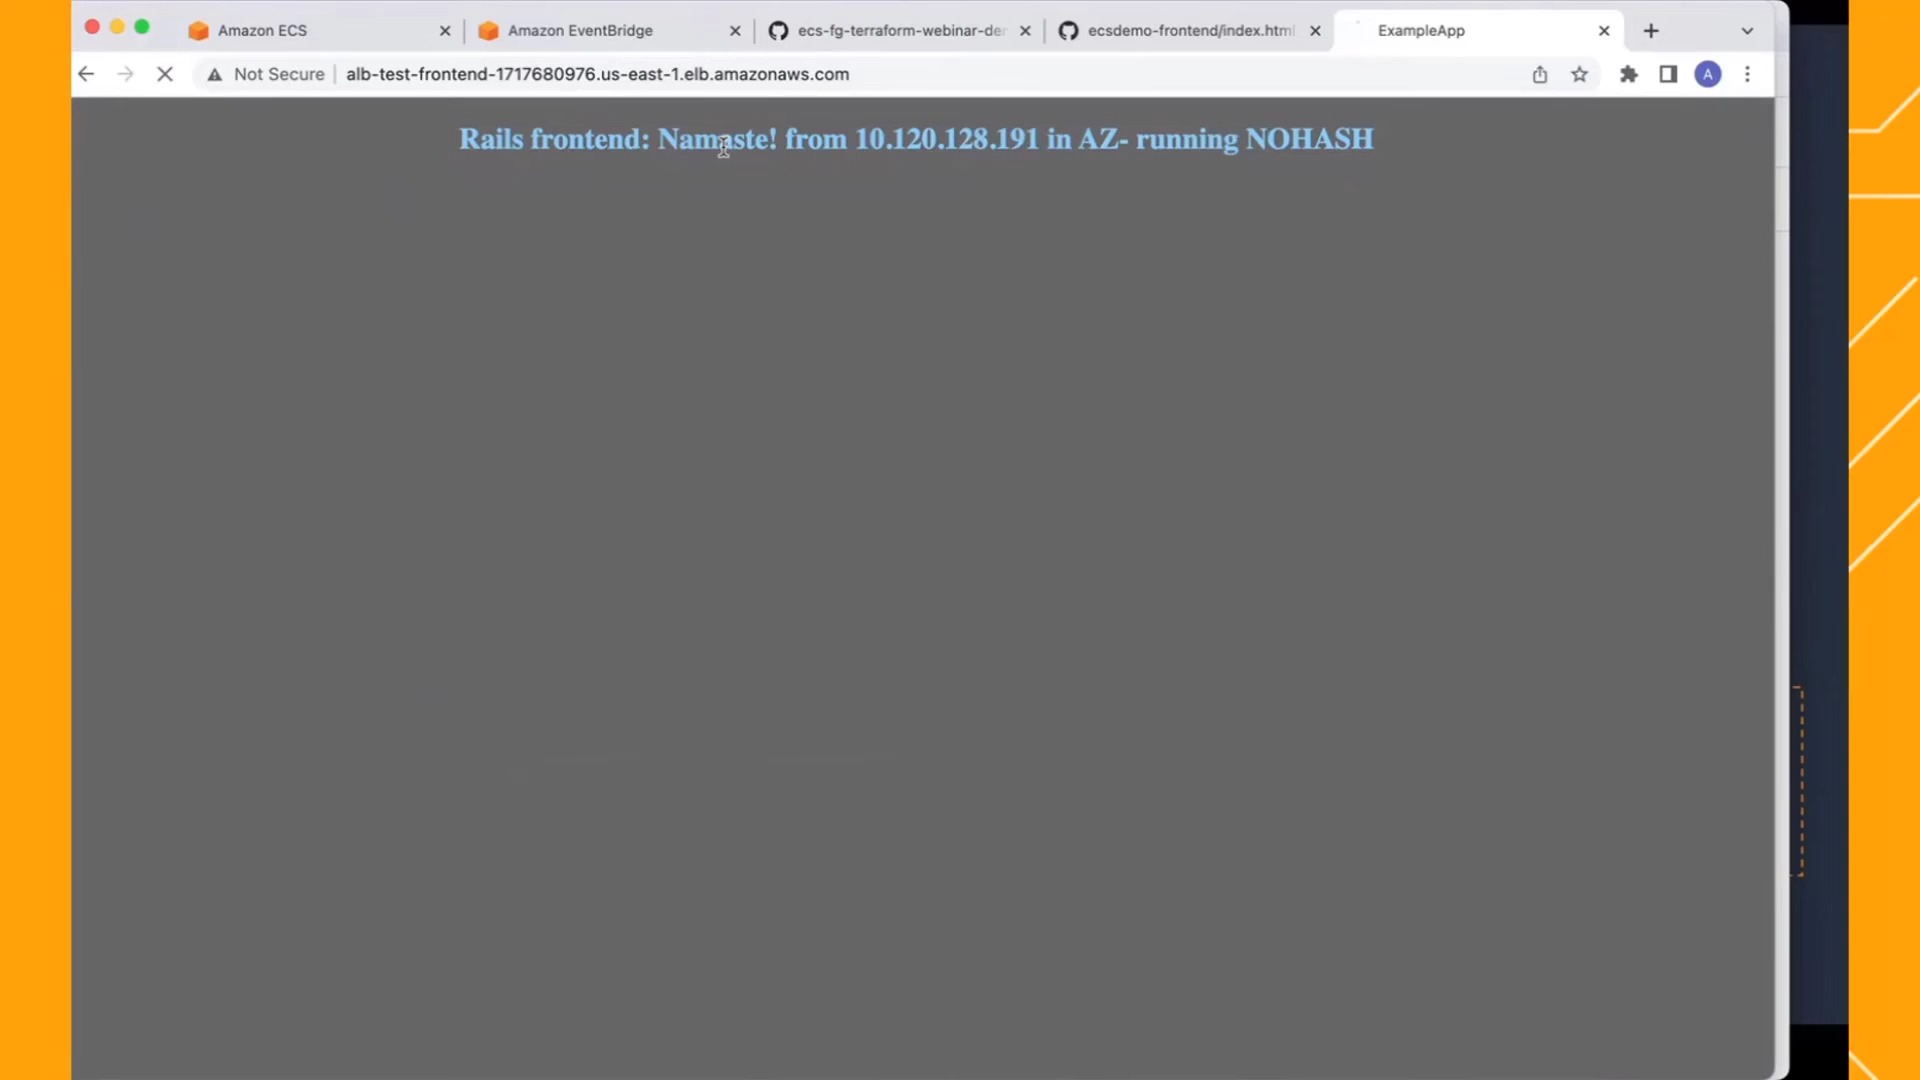 Amazon ECS
Amazon EventBridge
ecs-fg-terraform-webinar-de
ecsdemo-frontend/index.html
ExampleApp
Not Secure
alb-test-frontend-1717680976.us-east-1.elb.amazonaws.com
A
Rails frontend: Namaste! from 10.120.128.191 in AZ- running NOHASH